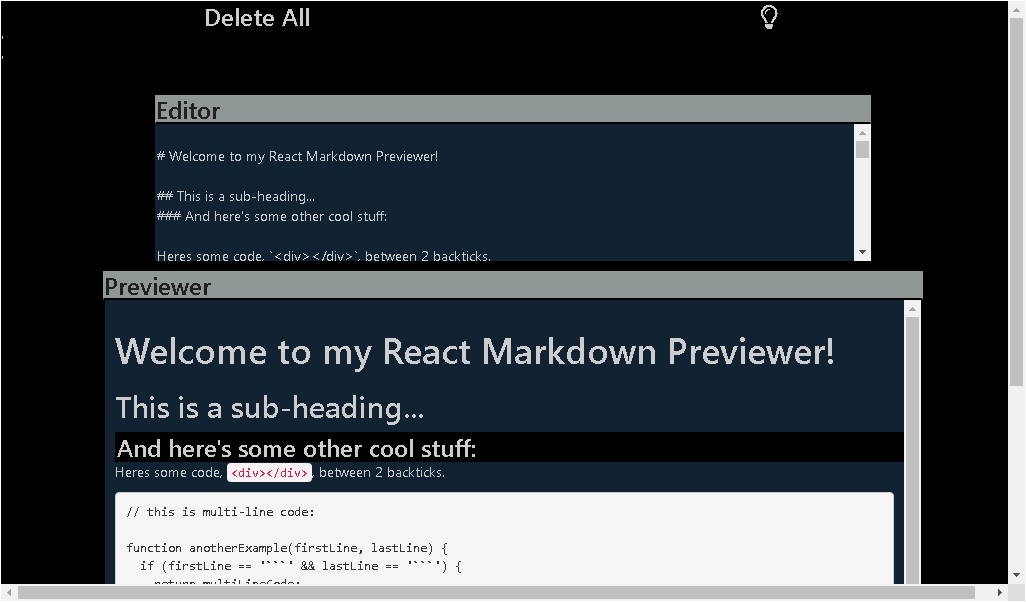 Delete All
Editor
# Welcome to my React Markdown Previewer!
## This is a sub-heading...
### And here's some other cool stuff:
Heres some code, `<div></div>`, between 2 backticks.
Previewer
Welcome to my React Markdown Previewer!
This is a sub-heading...
And here's some other cool stuff:
Heres some code, <div></div>, between 2 backticks.
// this is multi-line code:
function anotherExample(firstLine, lastLine) {
if (firstLine == '```' && lastLine == '```') {
return multiLineCode;